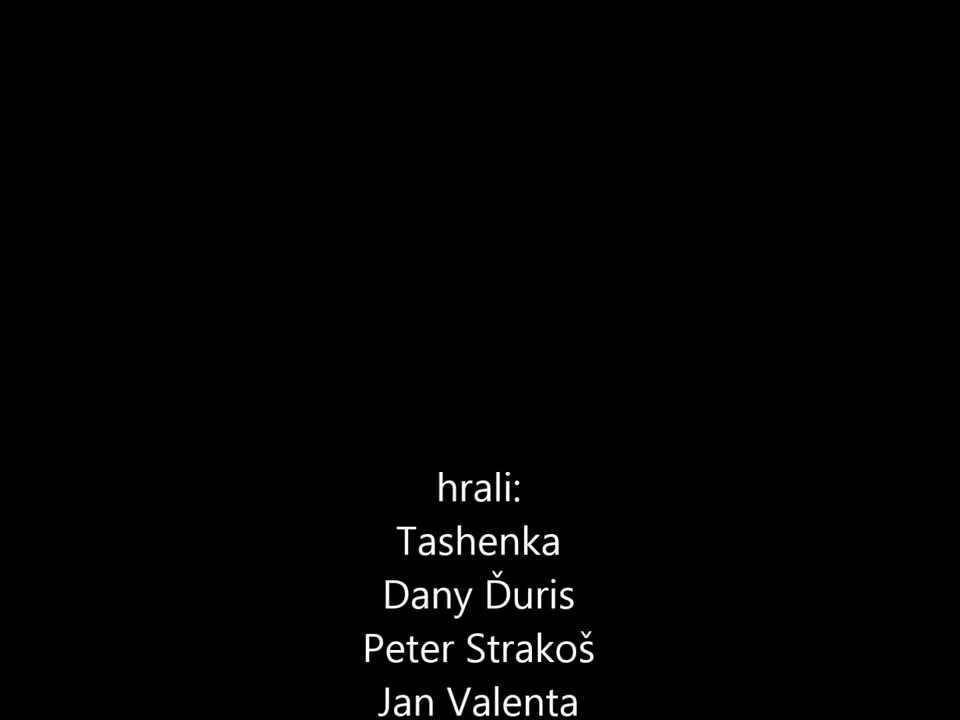 hrali:
Tashenka
Dany Ďuris
Peter Strakoš
Jan Valenta